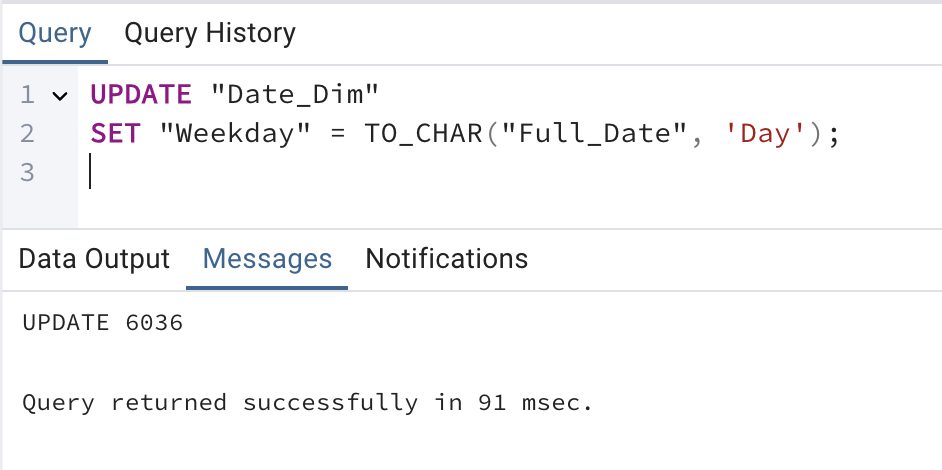 Query Query History
1 UPDATE "Date_Dim"
2 SET "Weekday" = TO_CHAR("Full_Date", 'Day');
3
Data Output Messages Notifications
UPDATE 6036
Query returned successfully in 91 msec.